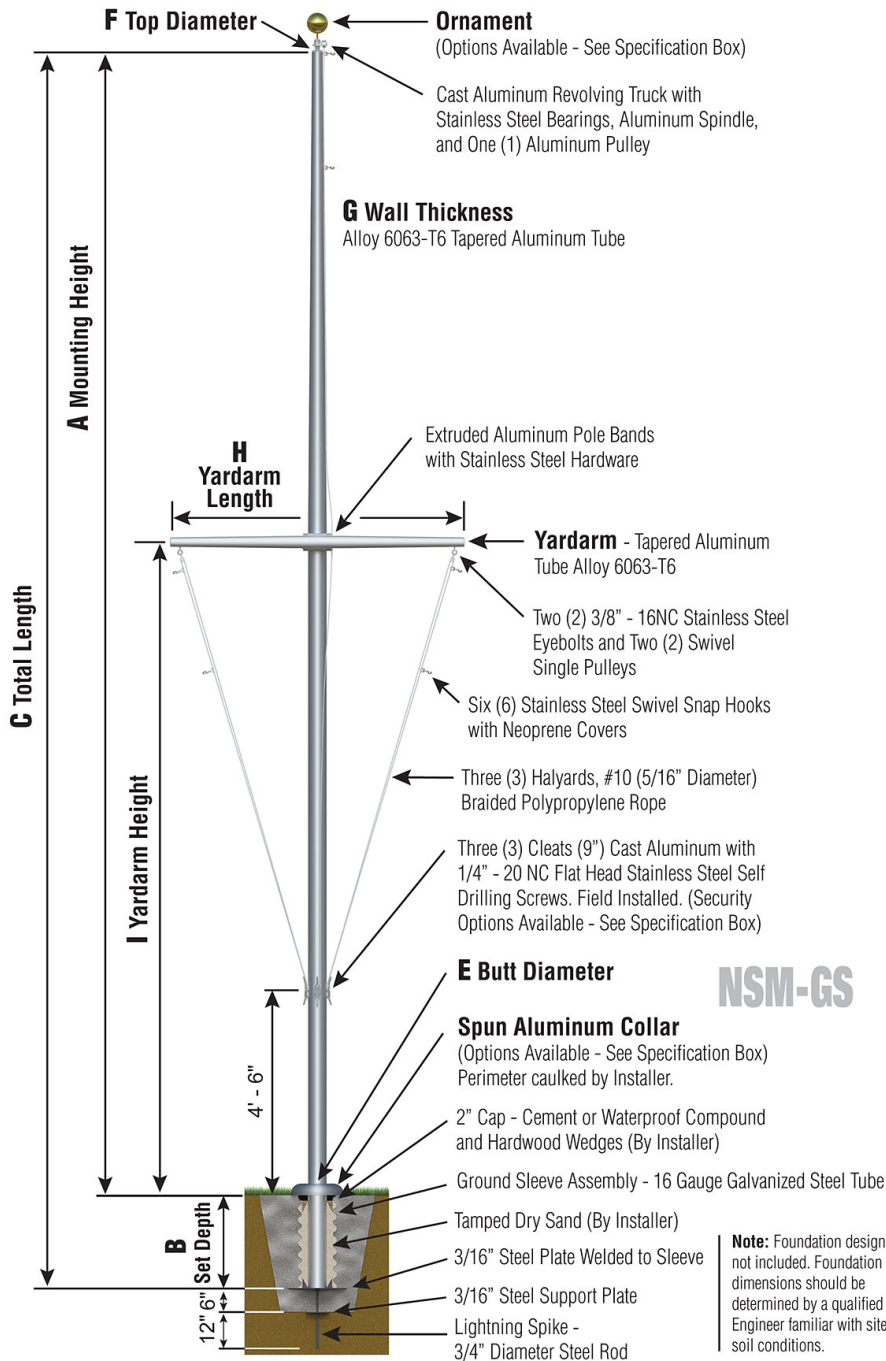 F Top Diameter
Ornament
(Options Available - See Specification Box)
Cast Aluminum Revolving Truck with
Stainless Steel Bearings, Aluminum Spindle,
and One (1) Aluminum Pulley
G Wall Thickness
Alloy 6063-T6 Tapered Aluminum Tube
A Mounting Height
Extruded Aluminum Pole Bands
with Stainless Steel Hardware
H
Yardarm
Length
Yardarm - Tapered Aluminum
Tube Alloy 6063-T6
C Total Length
Two (2) 3/8” - 16NC Stainless Steel
Eyebolts and Two (2) Swivel
Single Pulleys
Six (6) Stainless Steel Swivel Snap Hooks
with Neoprene Covers
Three (3) Halyards, #10 (5/16” Diameter)
Braided Polypropylene Rope
I Yardarm Height
Three (3) Cleats (9”) Cast Aluminum with
1/4” - 20 NC Flat Head Stainless Steel Self
Drilling Screws. Field Installed. (Security
Options Available - See Specification Box)
E Butt Diameter
NSM-GS
Spun Aluminum Collar
(Options Available - See Specification Box)
Perimeter caulked by Installer.
4' - 6"
2” Cap - Cement or Waterproof Compound
and Hardwood Wedges (By Installer)
Ground Sleeve Assembly - 16 Gauge Galvanized Steel Tube
Tamped Dry Sand (By Installer)
B
Set Depth
3/16” Steel Plate Welded to Sleeve
3/16” Steel Support Plate
6"
12"
Lightning Spike -
3/4” Diameter Steel Rod
Note: Foundation design
not included. Foundation
dimensions should be
determined by a qualified
Engineer familiar with site
soil conditions.